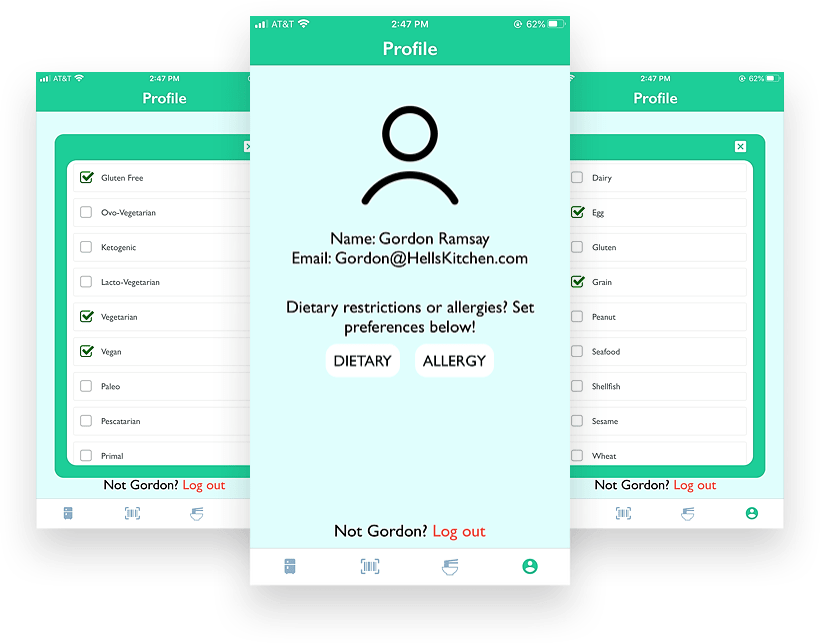 AT&T 2:47 PM
Profile
Gluten Free
Ovo-Vegetarian
Ketogenic
Lacto-Vegetarian
Vegetarian
Vegan
Paleo
Pescatarian
Primal
Not Gordon? Log out
AT&T 2:47 PM 62%
Profile
Name: Gordon Ramsay
Email: Gordon@HellsKitchen.com
Dietary restrictions or allergies? Set
preferences below!
DIETARY ALLERGY
Not Gordon? Log out
2:47 PM 62%
Profile
Dairy
Egg
Gluten
Grain
Peanut
Seafood
Shellfish
Sesame
Wheat
Not Gordon? Log out